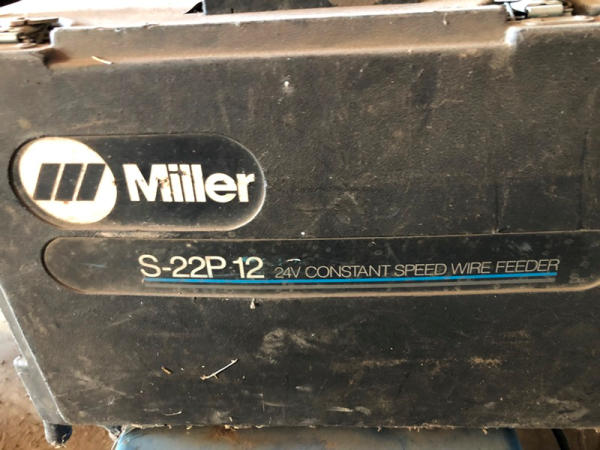 Miller
S-22P 12 24V CONSTANT SPEED WIRE FEEDER